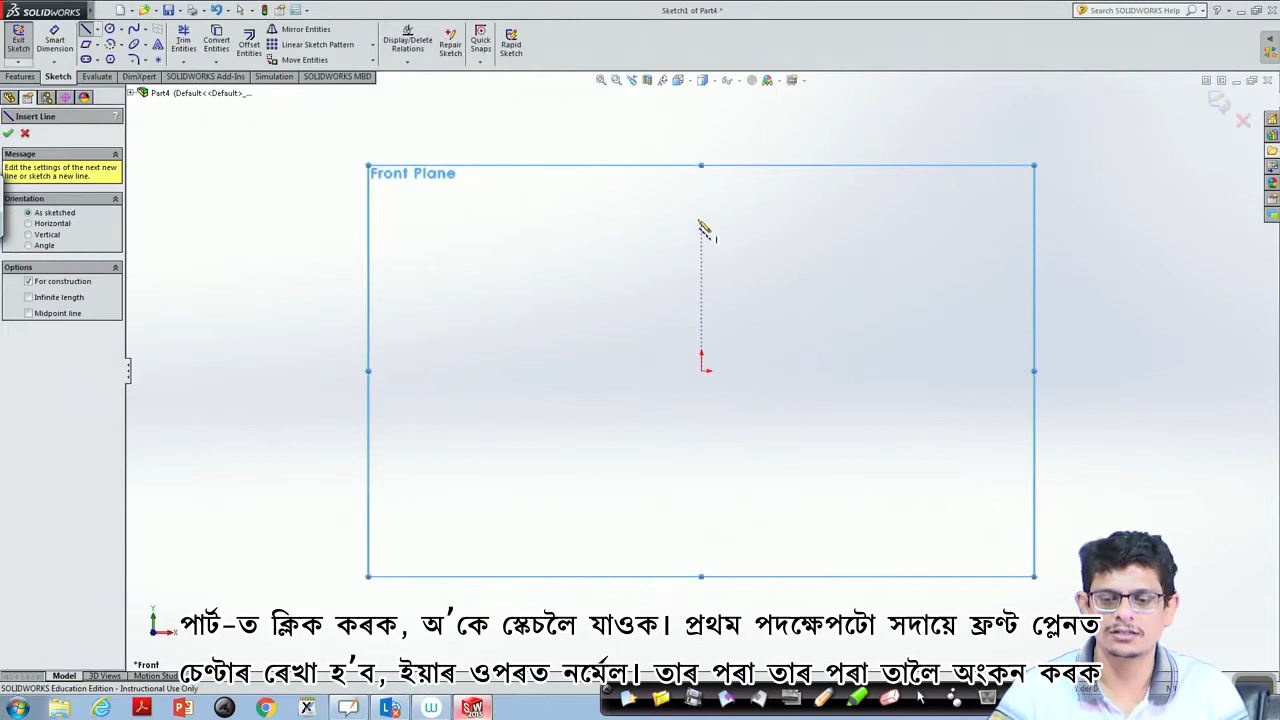 SOLIDWORKS
Sketch1 of Part4 *
Search SOLIDWORKS Help
Exit Sketch
Smart Dimension
Trim Entities
Convert Entities
Offset Entities
Mirror Entities
Linear Sketch Pattern
Move Entities
Display/Delete Relations
Repair Sketch
Quick Snaps
Rapid Sketch
Features Sketch Evaluate DimXpert SOLIDWORKS Add-Ins Simulation SOLIDWORKS MBD
Part4 (Default<<Default>_...
Insert Line ?
Message
Edit the settings of the next new
line or sketch a new line.
Orientation
As sketched
Horizontal
Vertical
Angle
Options
For construction
Infinite length
Midpoint line
Front Plane
Y
X
*Front
পাৰ্ট-ত ক্লিক কৰক, অ’কে স্কেচলৈ যাওক। প্ৰথম পদক্ষেপটো সদায়ে ফ্ৰণ্ট প্লেনত
চেণ্টাৰ ৰেখা হ’ব, ইয়াৰ ওপৰত নৰ্মেল। তাৰ পৰা তাৰ পৰা তালৈ অংকন কৰক
Model 3D Views Motion Stu
SOLIDWORKS Education Edition - Instructional Use Only